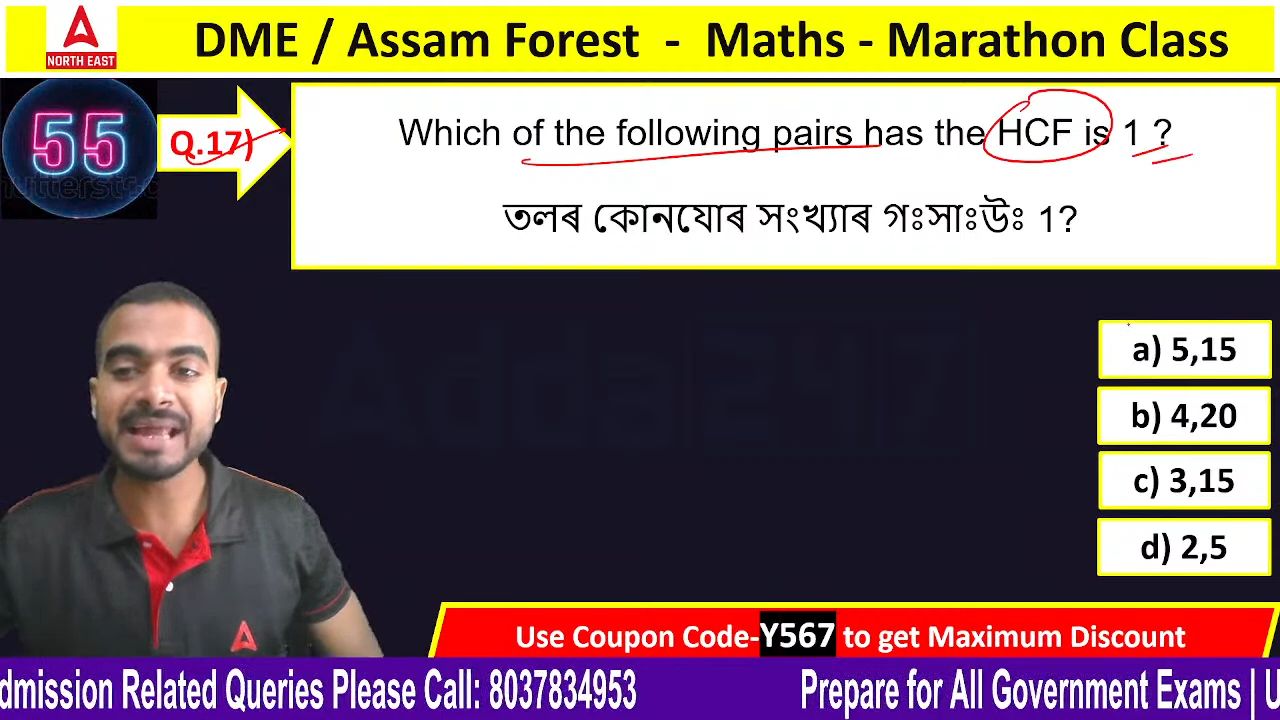 DME / Assam Forest - Maths - Marathon Class
NORTH EAST
55
Q.17)
Which of the following pairs has the HCF is 1 ?
তলৰ কোনযোৰ সংখ্যাৰ গঃসাঃউঃ 1?
a) 5,15
b) 4,20
c) 3,15
d) 2,5
Use Coupon Code-Y567 to get Maximum Discount
dmission Related Queries Please Call: 8037834953
Prepare for All Government Exams | U